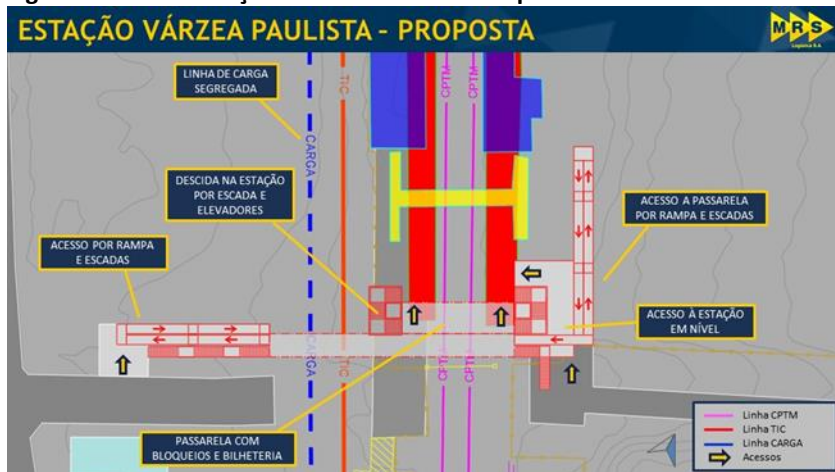 ESTAÇÃO VÁRZEA PAULISTA - PROPOSTA
MRS
Logística S.A
LINHA DE CARGA
SEGREGADA
TIC
CPTM
CPTM
CARGA
DESCIDA NA ESTAÇÃO
POR ESCADA E
ELEVADORES
ACESSO A PASSARELA
POR RAMPA E ESCADAS
ACESSO POR RAMPA
E ESCADAS
ACESSO À ESTAÇÃO
EM NÍVEL
CARGA
TIC
CPTM
CPTM
PASSARELA COM
BLOQUEIOS E BILHETERIA
Linha CPTM
Linha TIC
Linha CARGA
Acessos